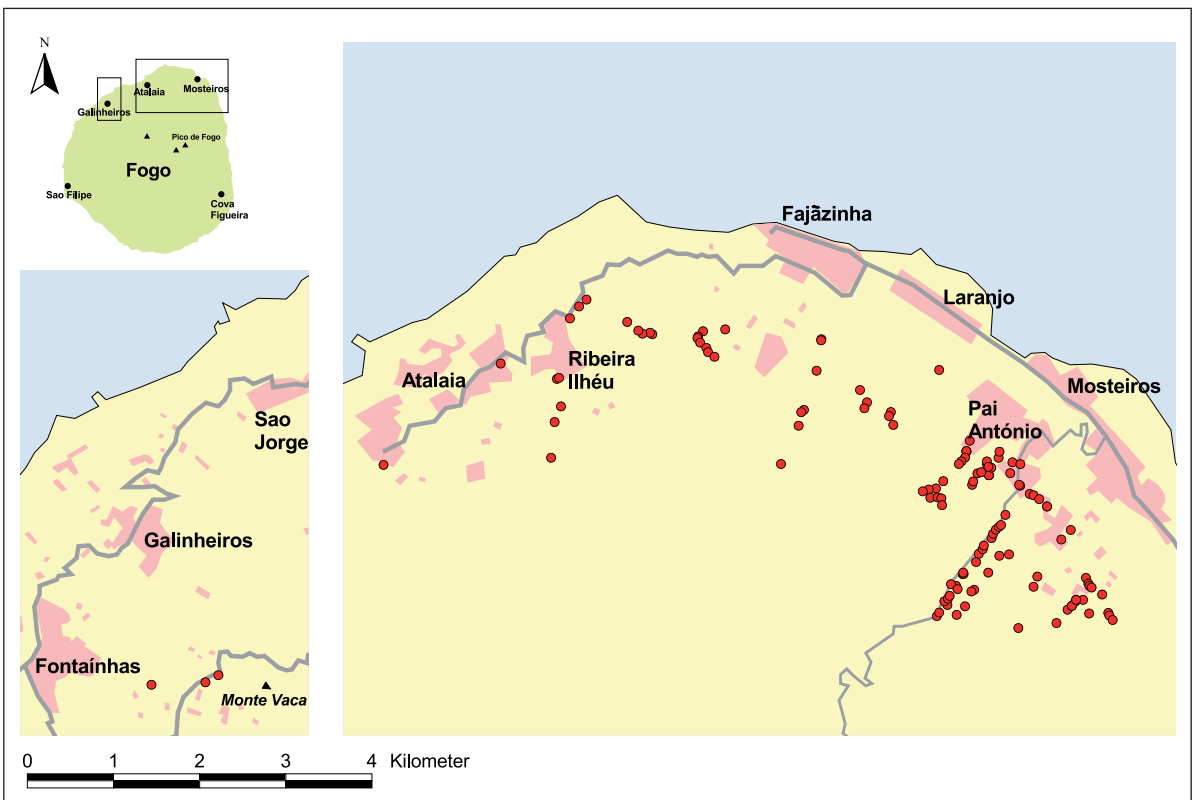 N
Atalaia
Mosteiros
Galinheiros
Pico de Fogo
Fogo
Sao Filipe
Cova
Figueira
Fajãzinha
Laranjo
Mosteiros
Ribeira
Ilhéu
Atalaia
Pai
António
Sao
Jorge
Galinheiros
Fontaínhas
Monte Vaca
0 1 2 3 4 Kilometer